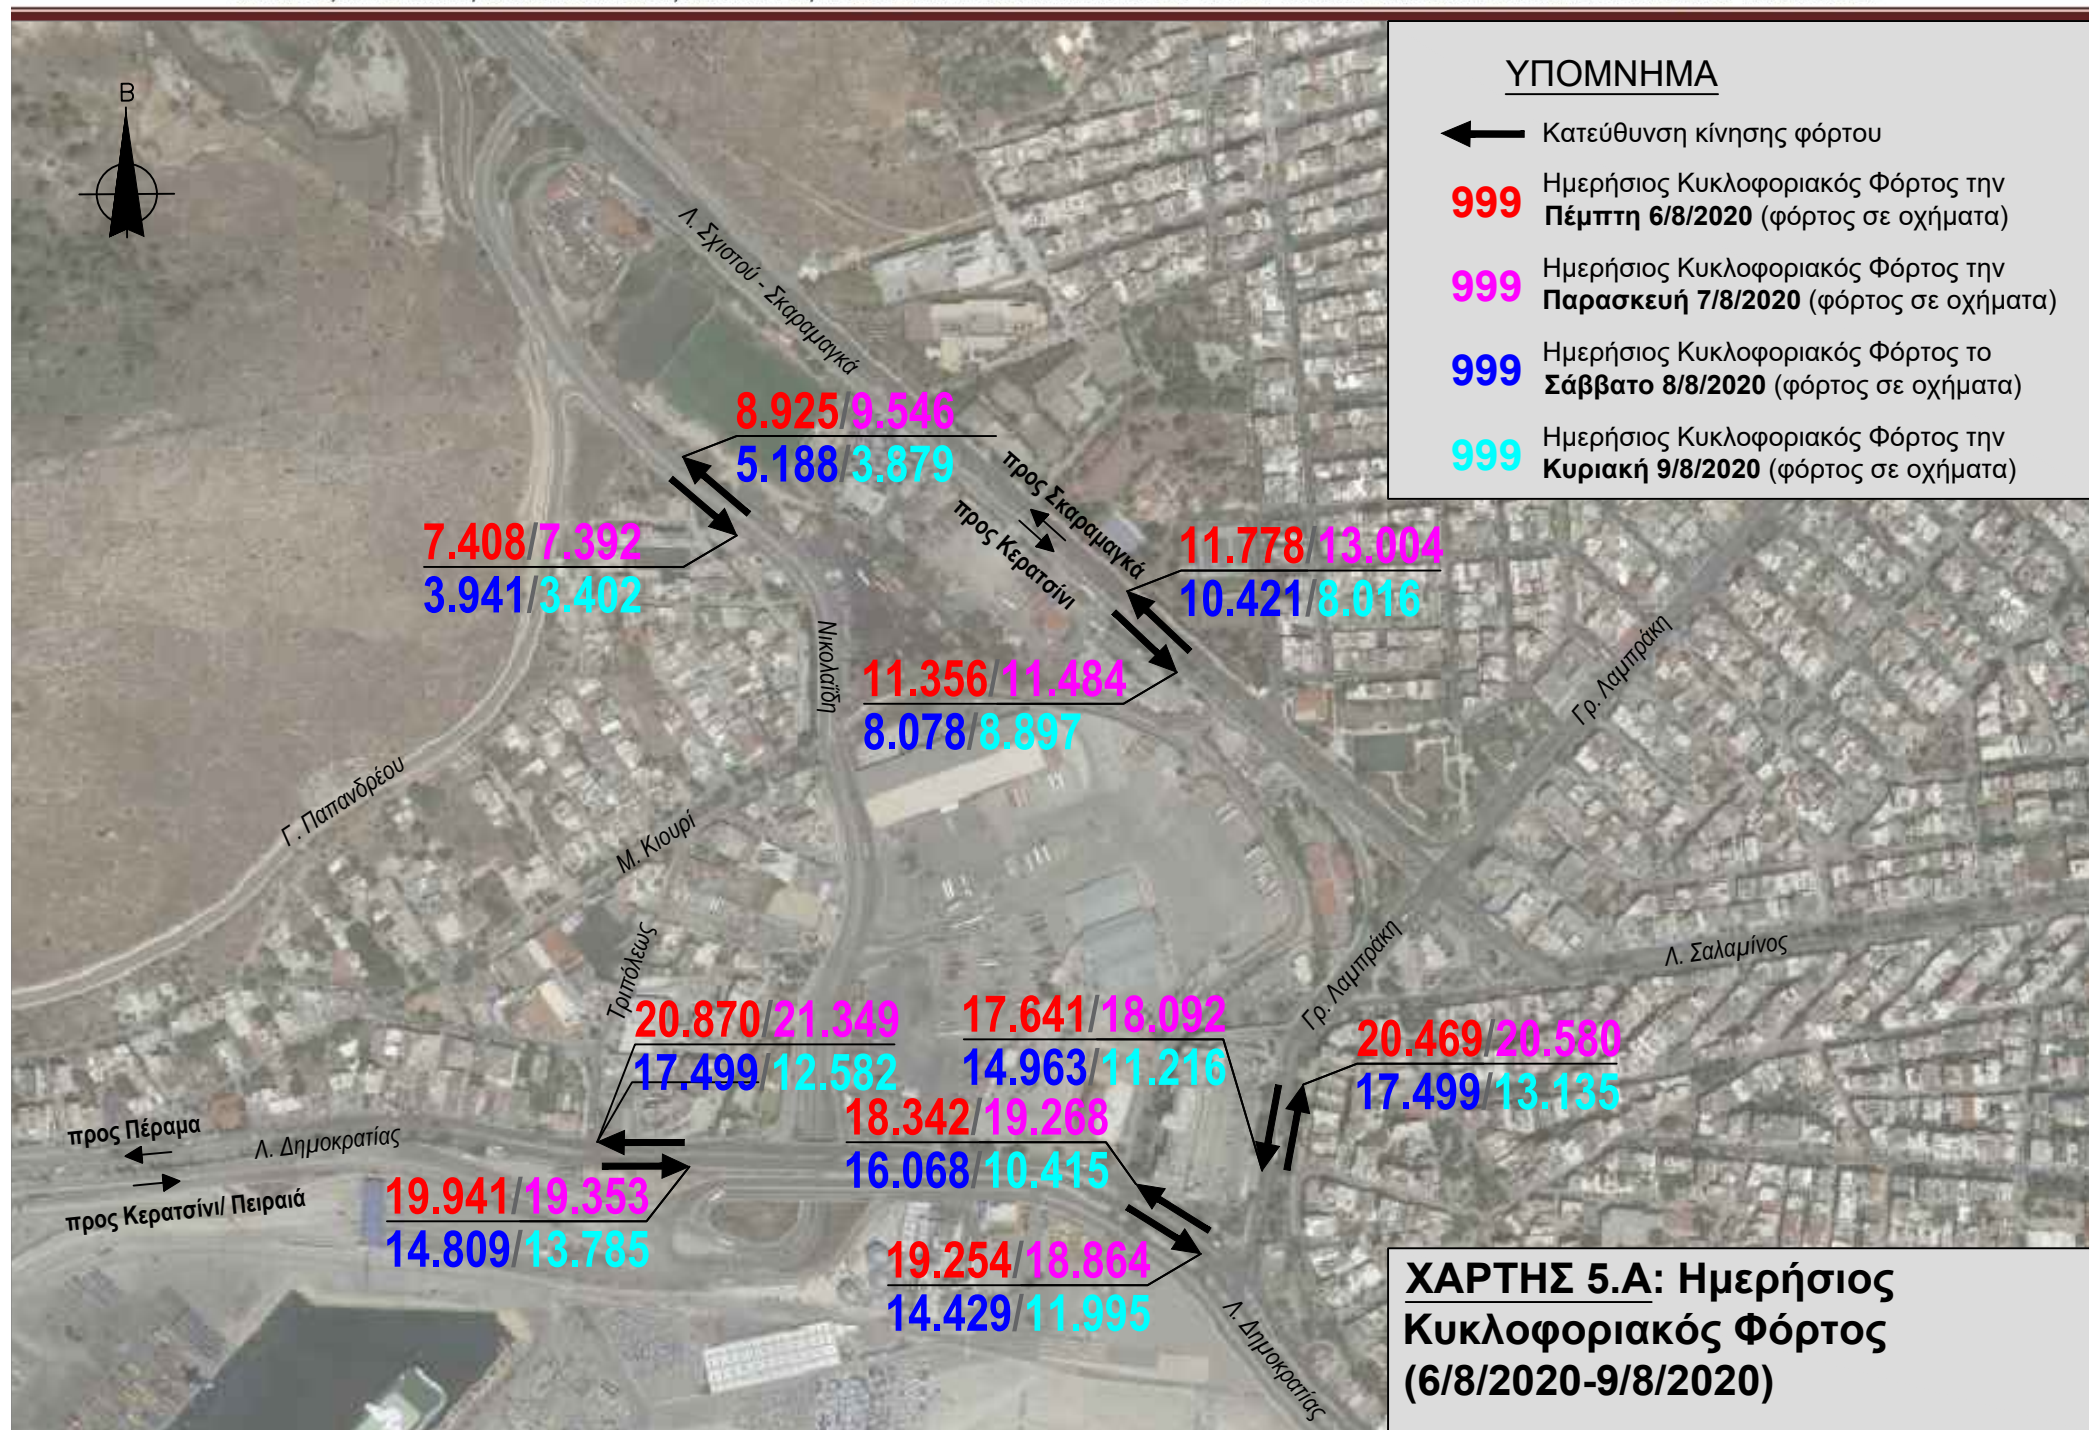 Β
ΥΠΟΜΝΗΜΑ
Κατεύθυνση κίνησης φόρτου
999 Ημερήσιος Κυκλοφοριακός Φόρτος την
Πέμπτη 6/8/2020 (φόρτος σε οχήματα)
999 Ημερήσιος Κυκλοφοριακός Φόρτος την
Παρασκευή 7/8/2020 (φόρτος σε οχήματα)
999 Ημερήσιος Κυκλοφοριακός Φόρτος το
Σάββατο 8/8/2020 (φόρτος σε οχήματα)
999 Ημερήσιος Κυκλοφοριακός Φόρτος την
Κυριακή 9/8/2020 (φόρτος σε οχήματα)
Λ. Σχιστού - Σκαραμαγκά
8.925/9.546
5.188/3.879
προς Σκαραμαγκά
προς Κερατσίνι
7.408/7.392
3.941/3.402
11.778/13.004
10.421/8.016
Νικολαϊδη
11.356/11.484
8.078/8.897
Γρ. Λαμπράκη
Γ. Παπανδρέου
Μ. Κιουρί
Τριπόλεως
Γρ. Λαμπράκη
Λ. Σαλαμίνος
20.870/21.349
17.499/12.582
17.641/18.092
14.963/11.216
20.469/20.580
17.499/13.135
18.342/19.268
16.068/10.415
προς Πέραμα
Λ. Δημοκρατίας
προς Κερατσίνι/ Πειραιά
19.941/19.353
14.809/13.785
19.254/18.864
14.429/11.995
Λ. Δημοκρατίας
ΧΑΡΤΗΣ 5.Α: Ημερήσιος
Κυκλοφοριακός Φόρτος
(6/8/2020-9/8/2020)